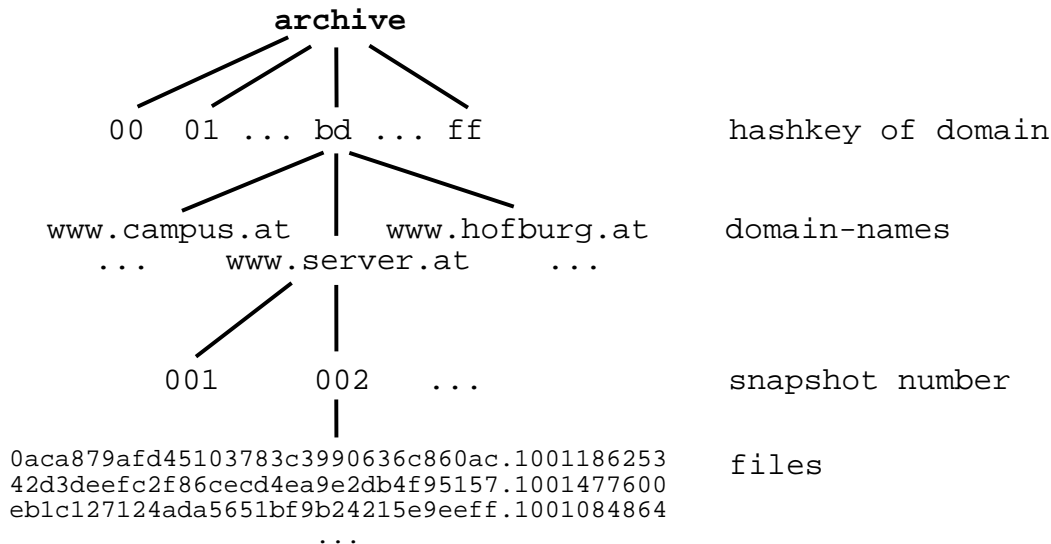 archive
00 01 ... bd ... ff hashkey of domain
www.campus.at www.hofburg.at domain-names
... www.server.at ...
001 002 ... snapshot number
0aca879afd45103783c3990636c860ac.1001186253 files
42d3deefc2f86cecd4ea9e2db4f95157.1001477600
eb1c127124ada5651bf9b24215e9eeff.1001084864
...